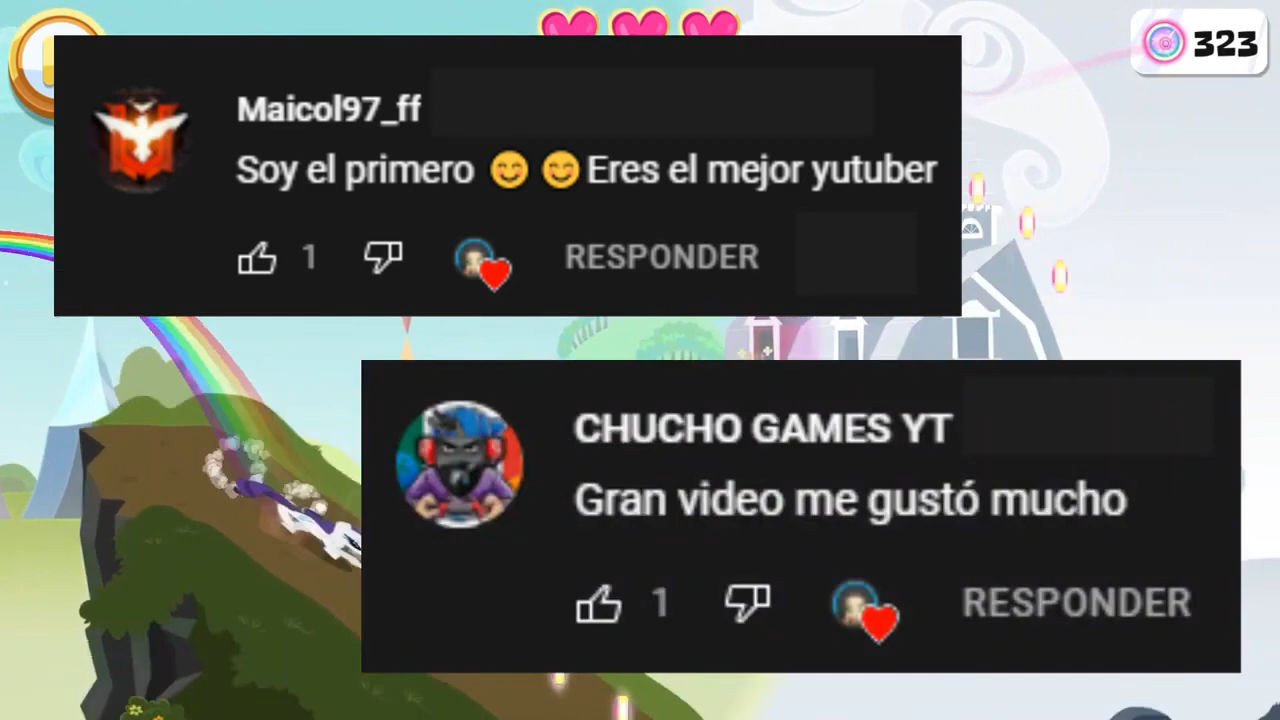 323
Maicol97_ff
Soy el primero 😊 😊Eres el mejor yutuber
1
RESPONDER
CHUCHO GAMES YT
Gran video me gustó mucho
1
RESPONDER